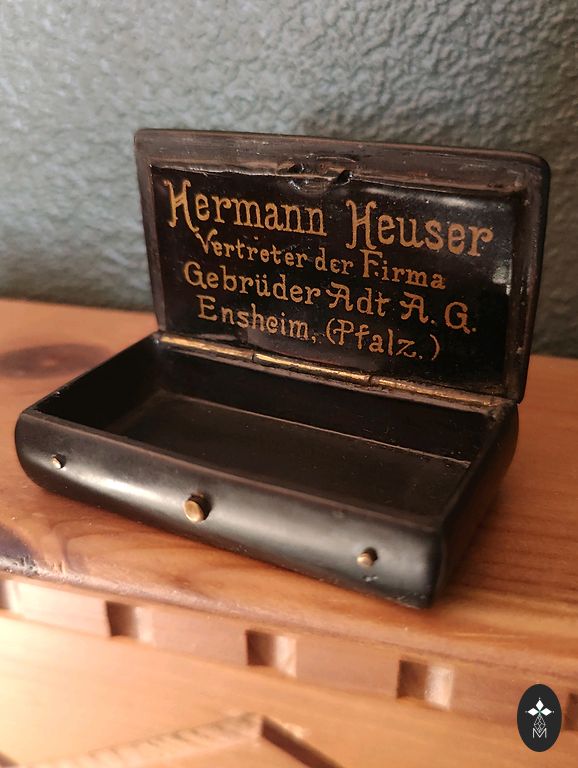 Hermann Heuser
Vertreter der Firma
Gebrüder Adt A. G.
Ensheim, (Pfalz.)
M